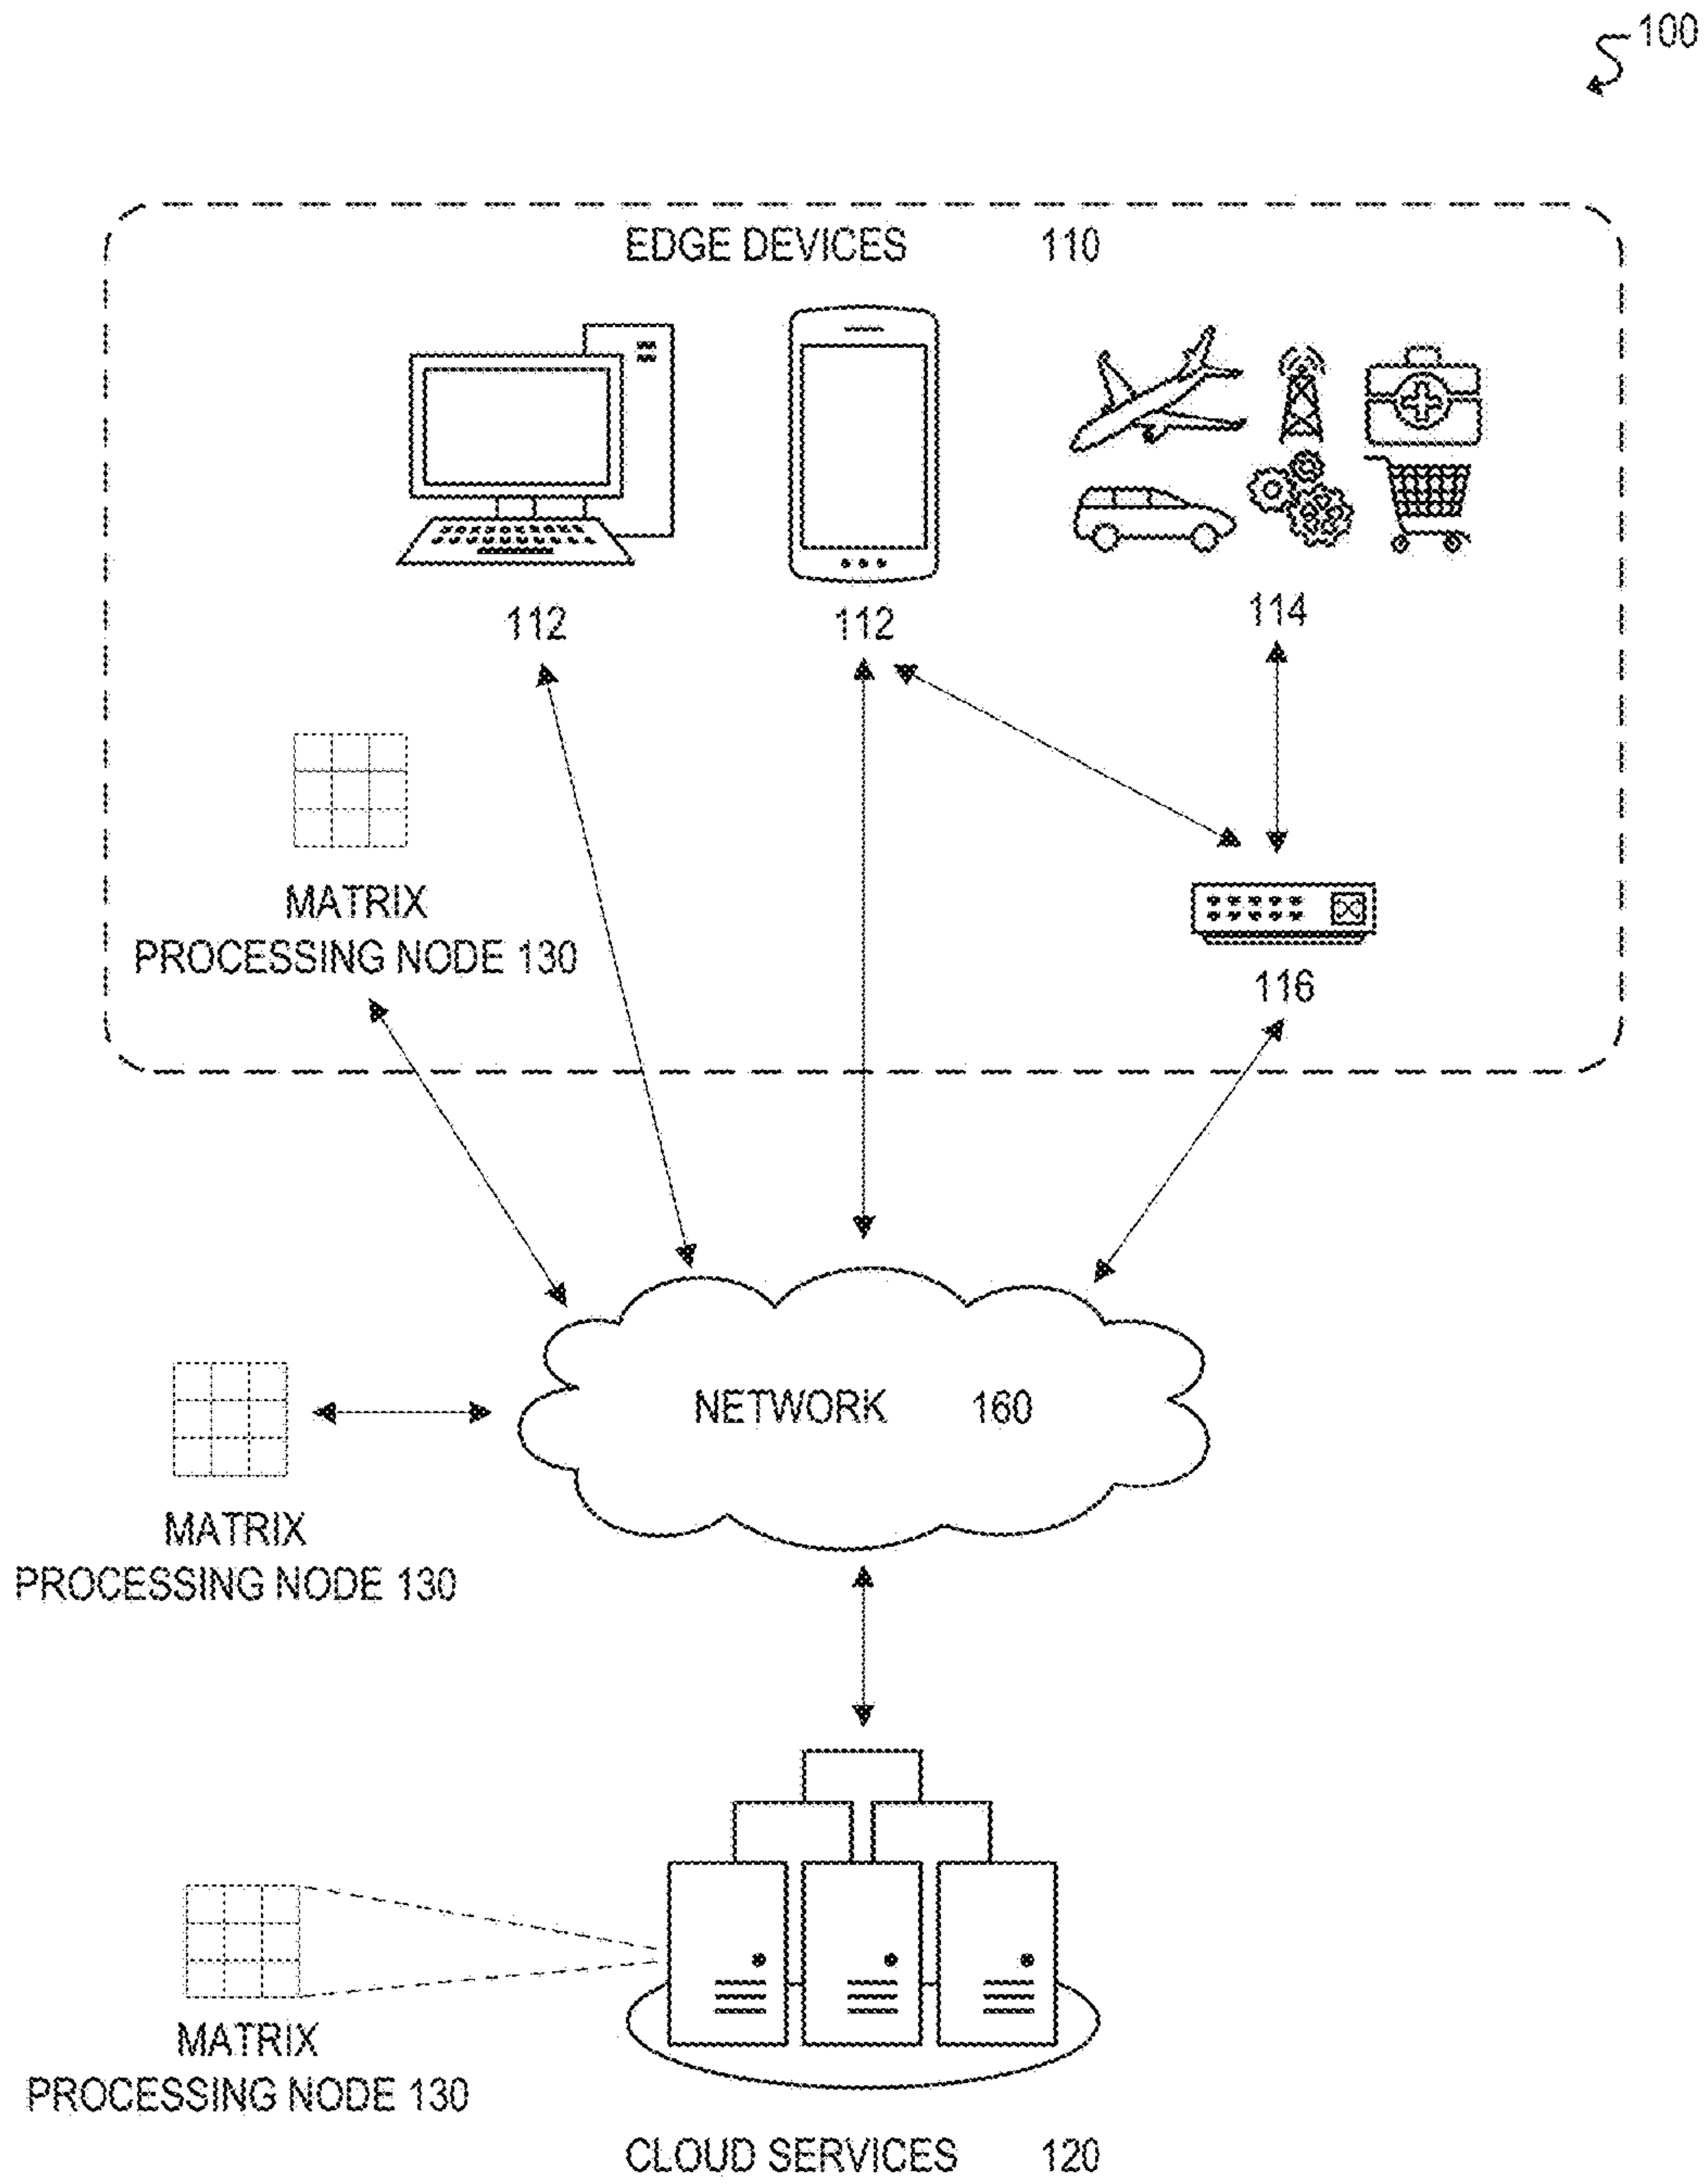 100
EDGE DEVICES 110
112
112
114
MATRIX
PROCESSING NODE 130
116
NETWORK 160
MATRIX
PROCESSING NODE 130
MATRIX
PROCESSING NODE 130
CLOUD SERVICES 120